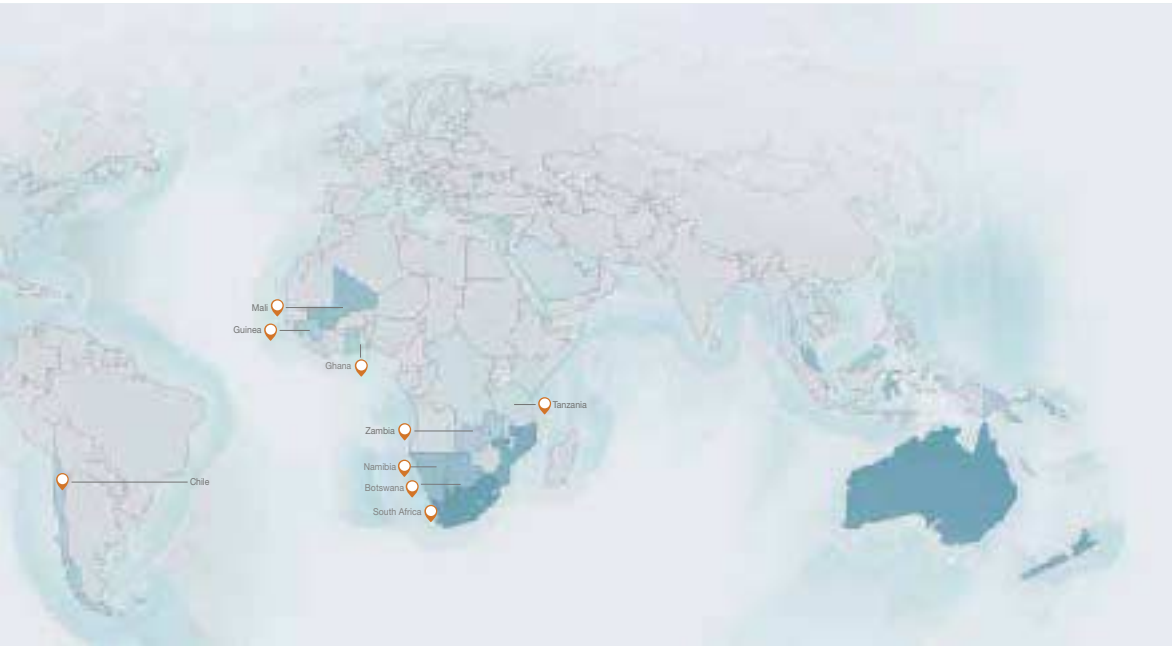 Mali
Guinea
Ghana
Tanzania
Zambia
Namibia
Chile
Botswana
South Africa